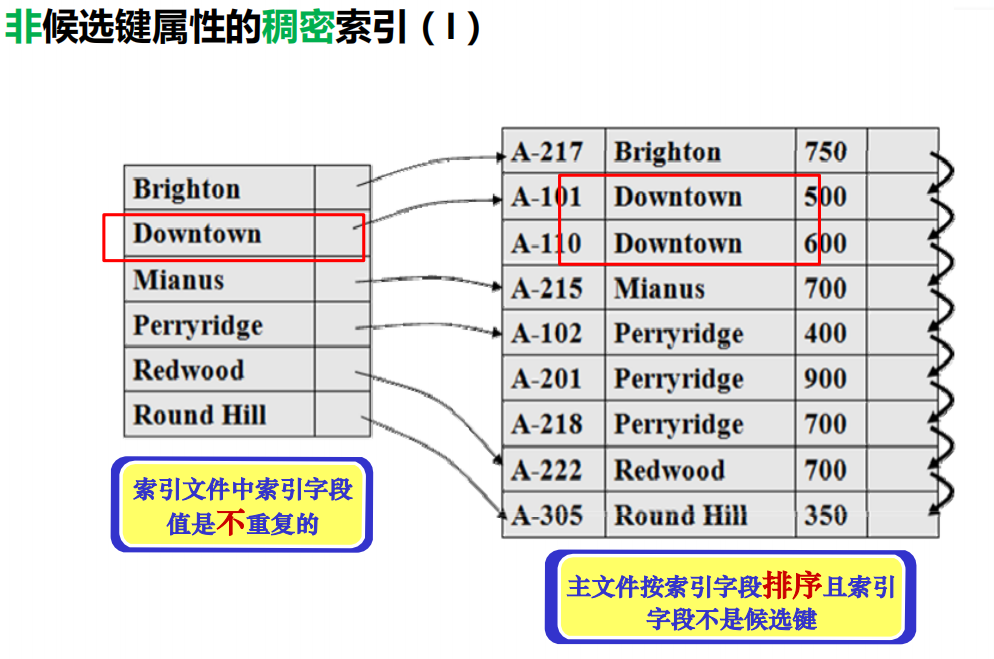 非候选键属性的稠密索引（I）
Brighton
Downtown
Mianus
Perryridge
Redwood
Round Hill
A-217 Brighton 750
A-101 Downtown 500
A-110 Downtown 600
A-215 Mianus 700
A-102 Perryridge 400
A-201 Perryridge 900
A-218 Perryridge 700
A-222 Redwood 700
A-305 Round Hill 350
索引文件中索引字段
值是不重复的
主文件按索引字段排序且索引
字段不是候选键